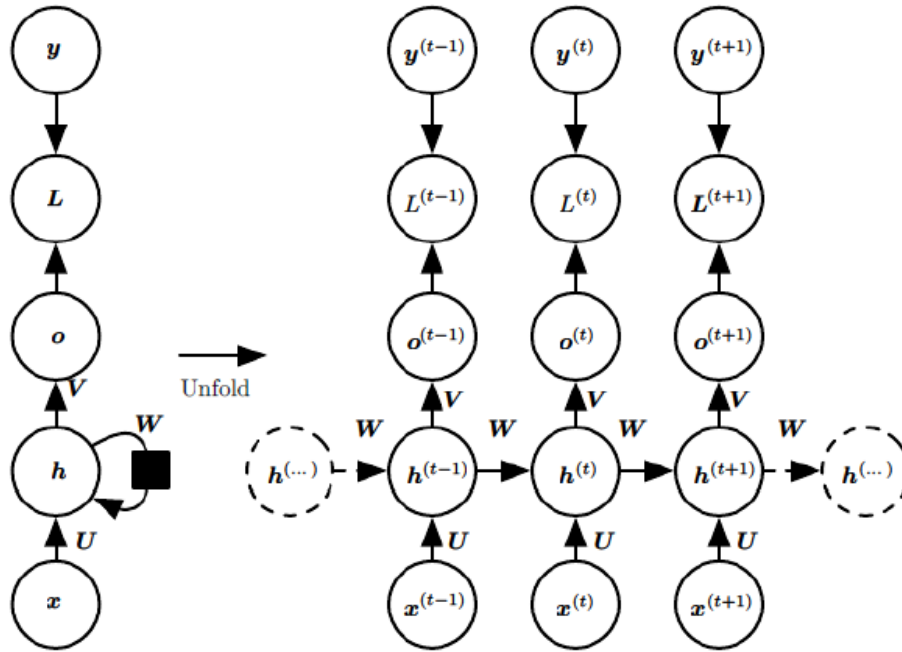 y y^{(t−1)} y^{(t)} y^{(t+1)}
L L^{(t−1)} L^{(t)} L^{(t+1)}
o o^{(t−1)} o^{(t)} o^{(t+1)}
Unfold
V V V V
W W W W W
h h^{(...)} h^{(t−1)} h^{(t)} h^{(t+1)} h^{(...)}
U U U U
x x^{(t−1)} x^{(t)} x^{(t+1)}